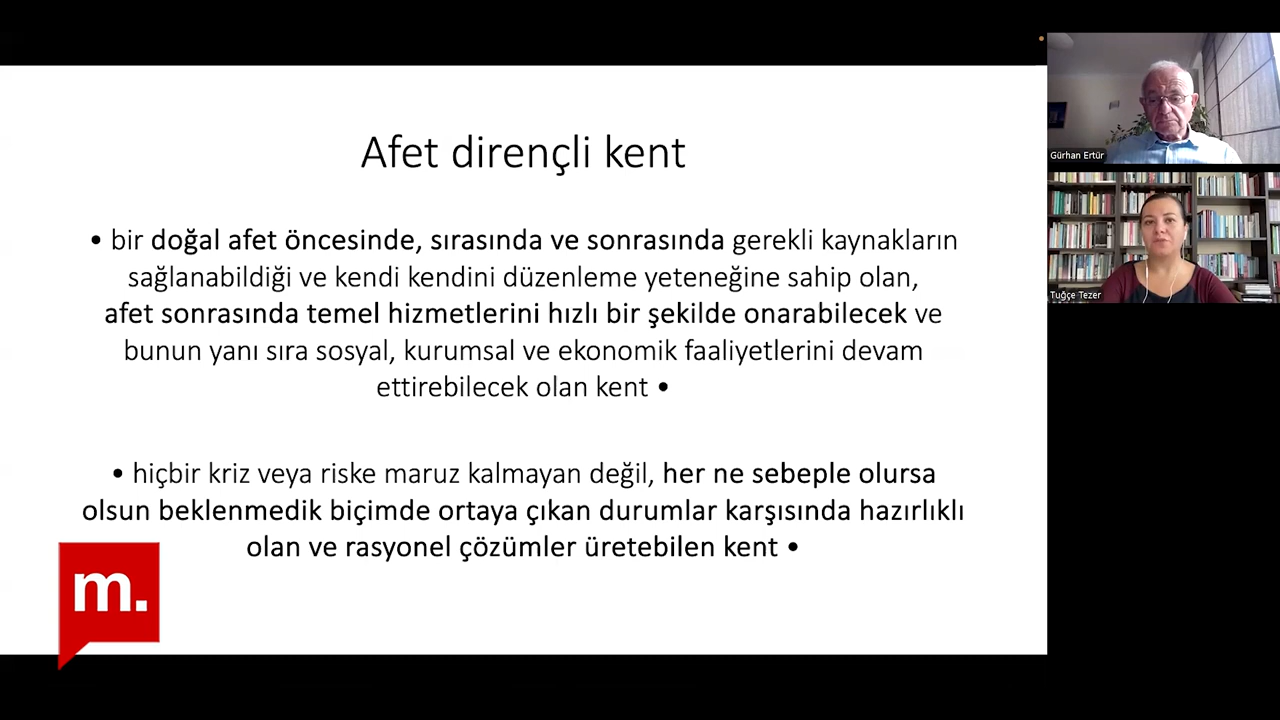 Afet dirençli kent
• bir doğal afet öncesinde, sırasında ve sonrasında gerekli kaynakların
sağlanabildiği ve kendi kendini düzenleme yeteneğine sahip olan,
afet sonrasında temel hizmetlerini hızlı bir şekilde onarabilecek ve
bunun yanı sıra sosyal, kurumsal ve ekonomik faaliyetlerini devam
ettirebilecek olan kent •
• hiçbir kriz veya riske maruz kalmayan değil, her ne sebeple olursa
olsun beklenmedik biçimde ortaya çıkan durumlar karşısında hazırlıklı
olan ve rasyonel çözümler üretebilen kent •
m.
Gürhan Ertür
Tuğçe Tezer